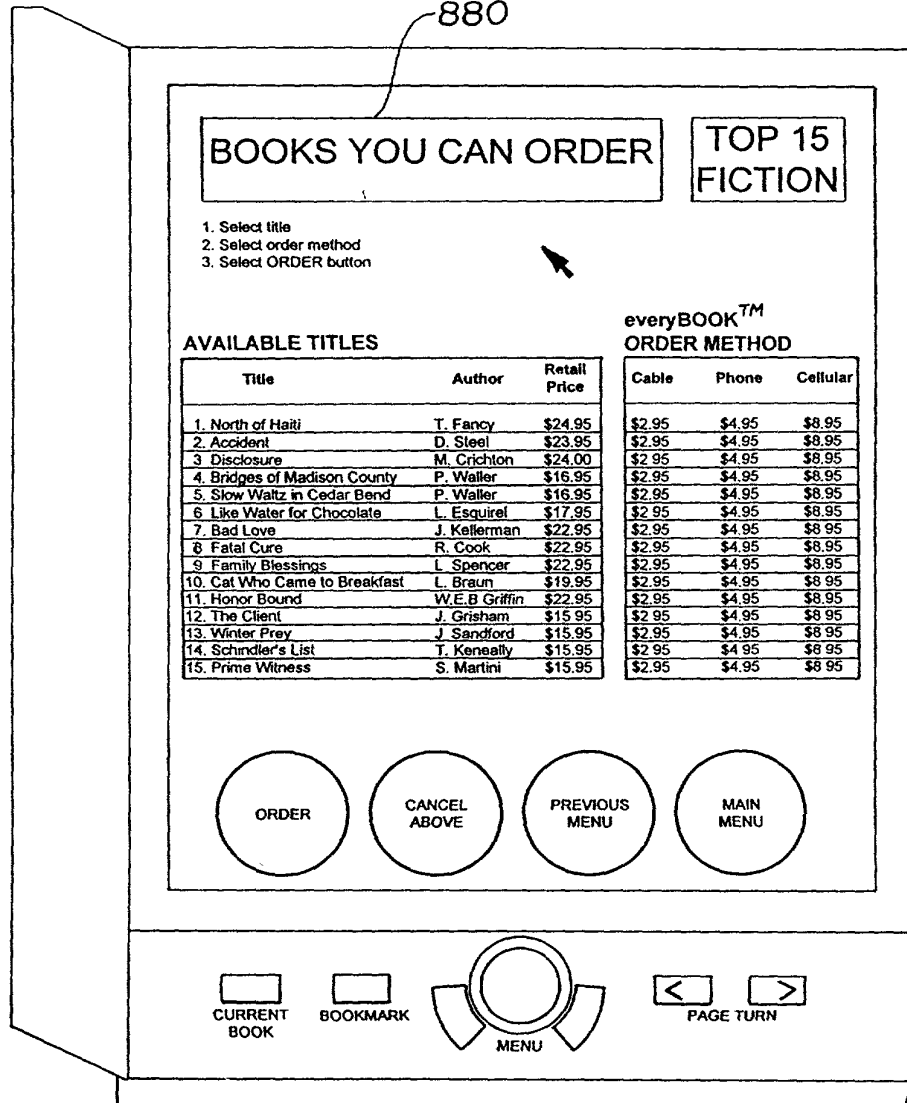 880
BOOKS YOU CAN ORDER
TOP 15
FICTION
1. Select title
2. Select order method
3. Select ORDER button
everyBOOK™
AVAILABLE TITLES
ORDER METHOD
Title Author Retail Price
Cable Phone Cellular
1. North of Haiti T. Fancy $24.95 $2.95 $4.95 $8.95
2. Accident D. Steel $23.95 $2.95 $4.95 $8.95
3 Disclosure M. Crichton $24.00 $2.95 $4.95 $8.95
4. Bridges of Madison County P. Waller $16.95 $2.95 $4.95 $8.95
5. Slow Waltz in Cedar Bend P. Waller $16.95 $2.95 $4.95 $8.95
6 Like Water for Chocolate L. Esquirel $17.95 $2.95 $4.95 $8.95
7. Bad Love J. Kellerman $22.95 $2.95 $4.95 $8 95
8 Fatal Cure R. Cook $22.95 $2.95 $4.95 $8.95
9 Family Blessings L Spencer $22.95 $2.95 $4.95 $8.95
10. Cat Who Came to Breakfast L. Braun $19.95 $2.95 $4.95 $8 95
11. Honor Bound W.E.B Griffin $22.95 $2.95 $4.95 $8.95
12. The Client J. Grisham $15 95 $2 95 $4.95 $8 95
13. Winter Prey J Sandford $15.95 $2.95 $4.95 $8 95
14. Schindler's List T. Keneally $15.95 $2 95 $4 95 $8 95
15. Prime Witness S. Martini $15.95 $2.95 $4 95 $8 95
ORDER
CANCEL
ABOVE
PREVIOUS
MENU
MAIN
MENU
CURRENT
BOOK
BOOKMARK
MENU
< >
PAGE TURN